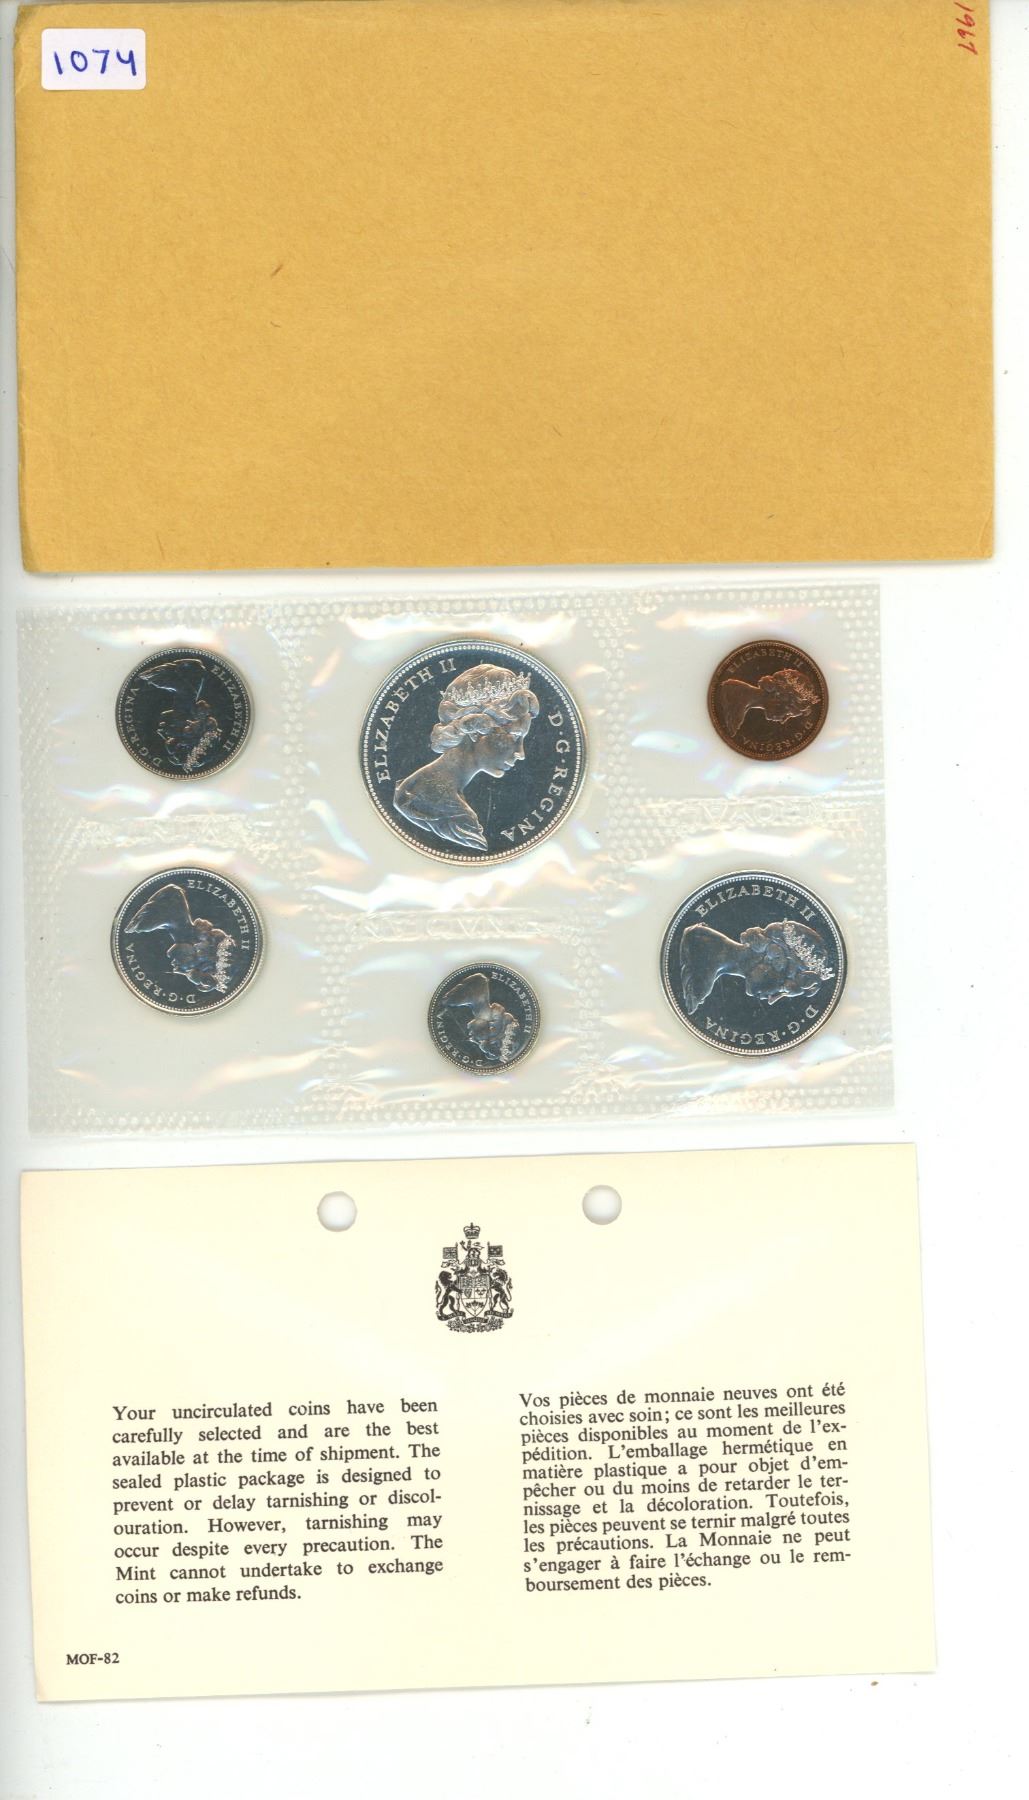 1074
1967
ELIZABETH II D·G·REGINA
ELIZABETH II D·G·REGINA
ELIZABETH II D·G·REGINA
ELIZABETH II D·G·REGINA
ELIZABETH II D·G·REGINA
ELIZABETH II D·G·REGINA
Your uncirculated coins have been
carefully selected and are the best
available at the time of shipment. The
sealed plastic package is designed to
prevent or delay tarnishing or discol-
ouration. However, tarnishing may
occur despite every precaution. The
Mint cannot undertake to exchange
coins or make refunds.
Vos pièces de monnaie neuves ont été
choisies avec soin; ce sont les meilleures
pièces disponibles au moment de l'ex-
pédition. L'emballage hermétique en
matière plastique a pour objet d'em-
pêcher ou du moins de retarder le ter-
nissage et la décoloration. Toutefois,
les pièces peuvent se ternir malgré toutes
les précautions. La Monnaie ne peut
s'engager à faire l'échange ou le rem-
boursement des pièces.
MOF-82